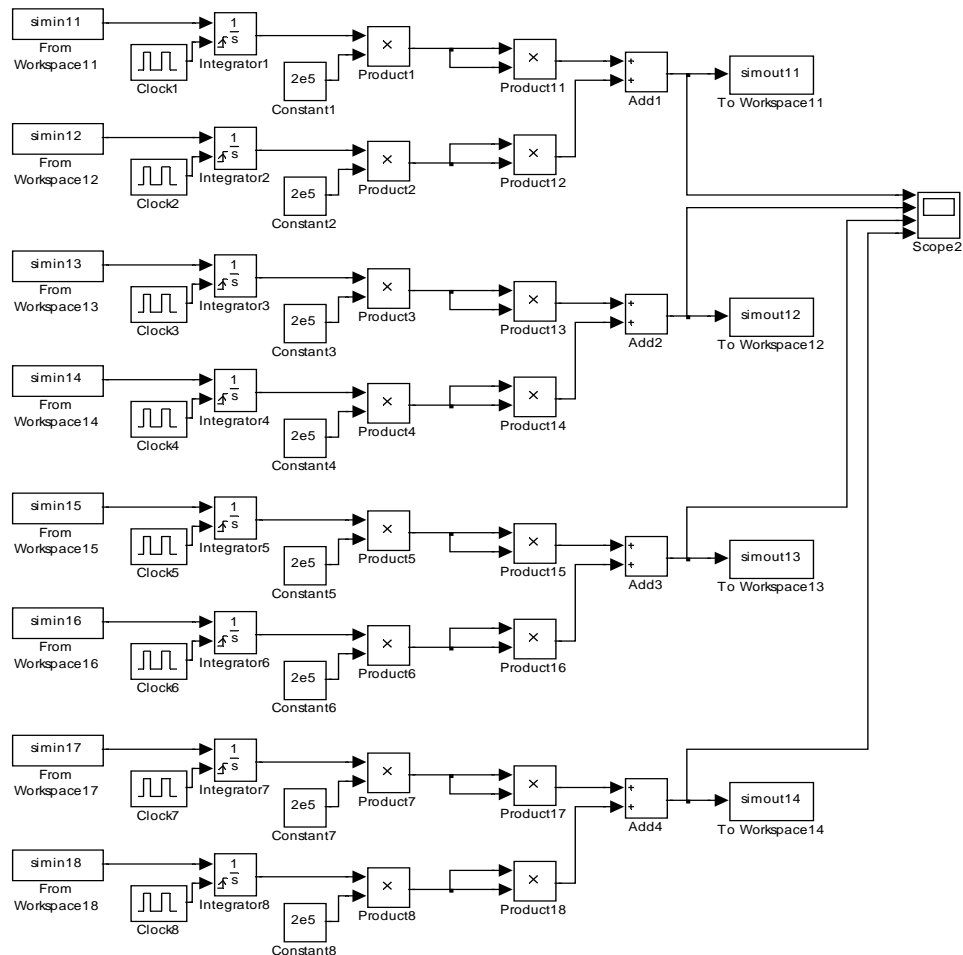 simin11
From
Workspace11
Clock1
1
s
Integrator1
2e5
Constant1
×
Product1
×
Product11
+
+
Add1
simout11
To Workspace11
simin12
From
Workspace12
Clock2
1
s
Integrator2
2e5
Constant2
×
Product2
×
Product12
Scope2
simin13
From
Workspace13
Clock3
1
s
Integrator3
2e5
Constant3
×
Product3
×
Product13
+
+
Add2
simout12
To Workspace12
simin14
From
Workspace14
Clock4
1
s
Integrator4
2e5
Constant4
×
Product4
×
Product14
simin15
From
Workspace15
Clock5
1
s
Integrator5
2e5
Constant5
×
Product5
×
Product15
+
+
Add3
simout13
To Workspace13
simin16
From
Workspace16
Clock6
1
s
Integrator6
2e5
Constant6
×
Product6
×
Product16
simin17
From
Workspace17
Clock7
1
s
Integrator7
2e5
Constant7
×
Product7
×
Product17
+
+
Add4
simout14
To Workspace14
simin18
From
Workspace18
Clock8
1
s
Integrator8
2e5
Constant8
×
Product8
×
Product18